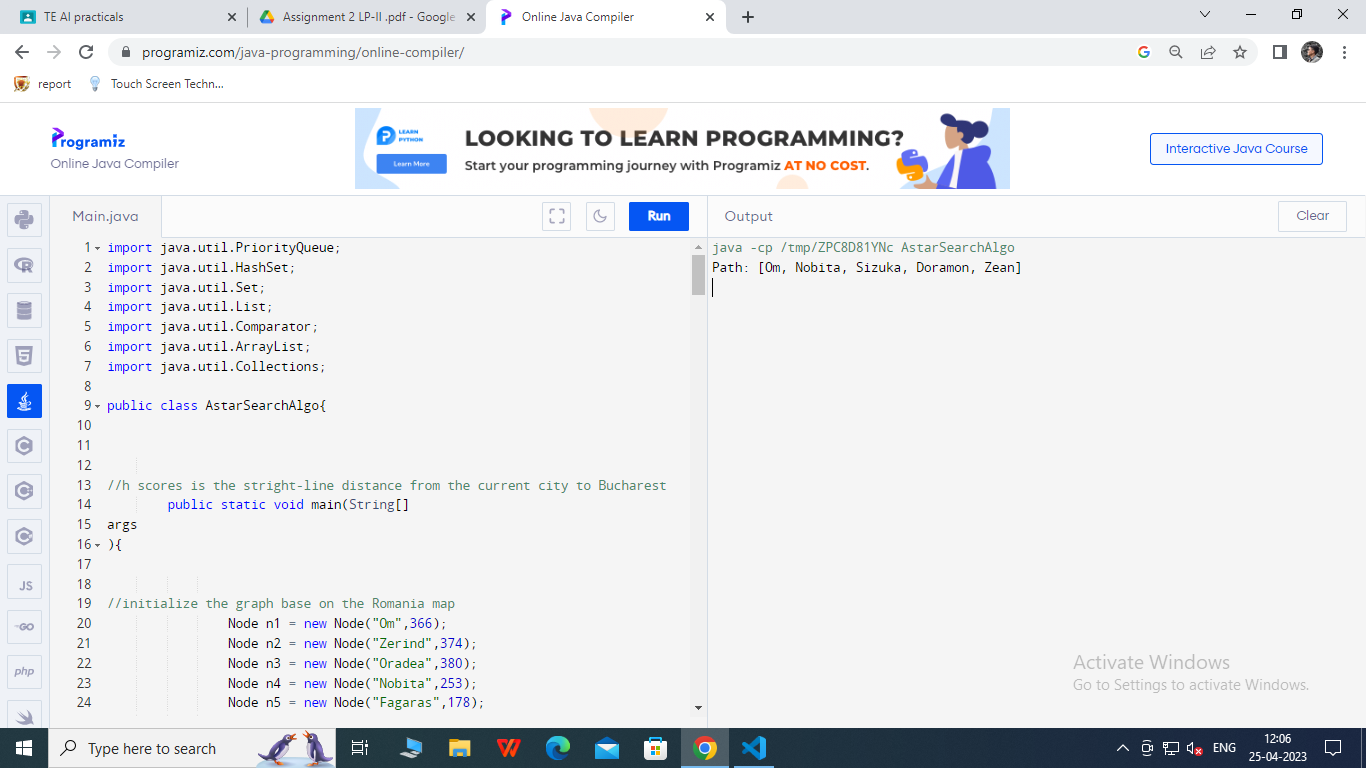 TE AI practicals
Assignment 2 LP-II .pdf - Google
Online Java Compiler
programiz.com/java-programming/online-compiler/
report
Touch Screen Techn...
Programiz
Online Java Compiler
LEARN
PYTHON
Learn More
LOOKING TO LEARN PROGRAMMING?
Start your programming journey with Programiz AT NO COST.
Interactive Java Course
Main.java
Run
Output
Clear
1 import java.util.PriorityQueue;
2 import java.util.HashSet;
3 import java.util.Set;
4 import java.util.List;
5 import java.util.Comparator;
6 import java.util.ArrayList;
7 import java.util.Collections;
8
9 public class AstarSearchAlgo{
10
11
12
13 //h scores is the stright-line distance from the current city to Bucharest
14 public static void main(String[]
15 args
16 ){
17
18
19 //initialize the graph base on the Romania map
20 Node n1 = new Node("Om",366);
21 Node n2 = new Node("Zerind",374);
22 Node n3 = new Node("Oradea",380);
23 Node n4 = new Node("Nobita",253);
24 Node n5 = new Node("Fagaras",178);
java -cp /tmp/ZPC8D81YNc AstarSearchAlgo
Path: [Om, Nobita, Sizuka, Doramon, Zean]
JS
GO
php
Activate Windows
Go to Settings to activate Windows.
Type here to search
ENG
12:06
25-04-2023